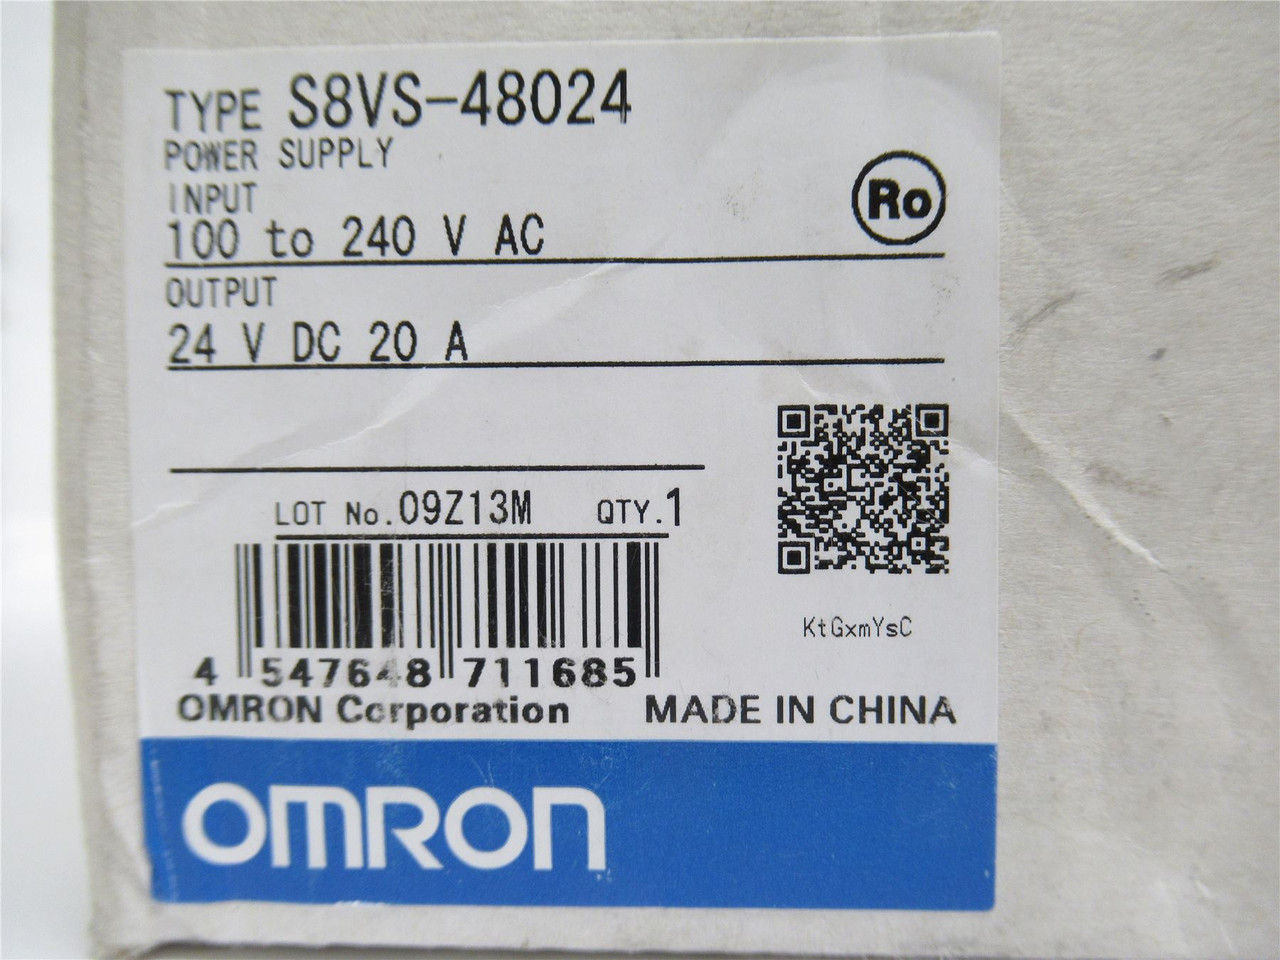 TYPE S8VS-48024
POWER SUPPLY
INPUT
100 to 240 V AC
Ro
OUTPUT
24 V DC 20 A
LOT No.09Z13M QTY.1
KtGxmYsC
4 547648 711685
OMRON Corporation MADE IN CHINA
OMRON